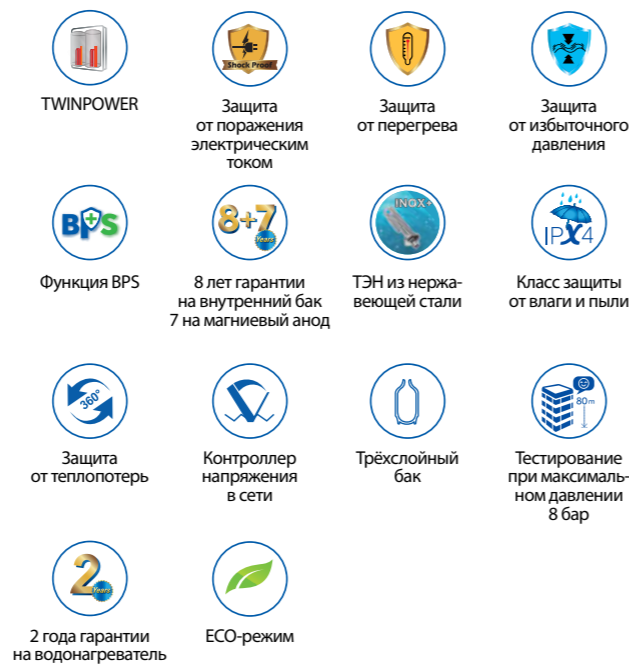 Shock Proof
TWINPOWER
Защита
от поражения
электрическим
током
Защита
от перегрева
Защита
от избыточного
давления
BPS
8+7
Years
INOX+
IPX4
Функция BPS
8 лет гарантии
на внутренний бак
7 на магниевый анод
ТЭН из нержа-
веющей стали
Класс защиты
от влаги и пыли
360°
80m
Защита
от теплопотерь
Контроллер
напряжения
в сети
Трёхслойный
бак
Тестирование
при максималь-
ном давлении
8 бар
2
Years
2 года гарантии
на водонагреватель
ECO-режим